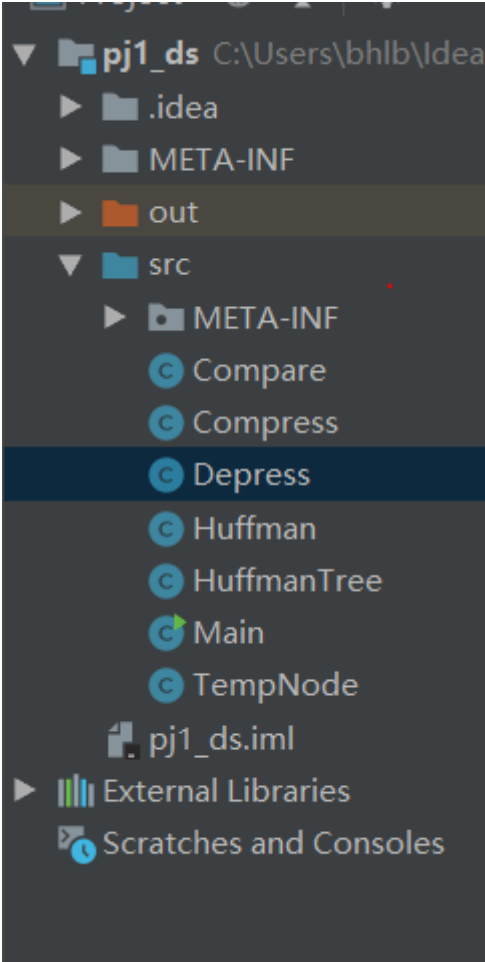 pj1_ds C:\Users\bhlb\Idea
.idea
META-INF
out
src
META-INF
Compare
Compress
Depress
Huffman
HuffmanTree
Main
TempNode
pj1_ds.iml
External Libraries
Scratches and Consoles